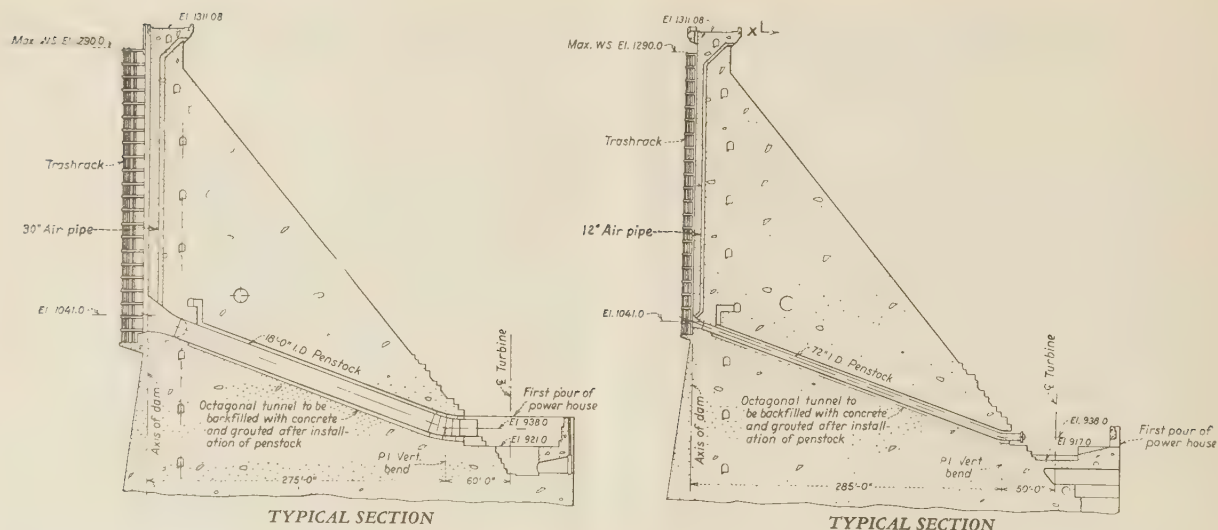 El 1311.08
Max. WS El. 290.0
Trashrack
30" Air pipe
El. 1041.0
18'-0" I.D Penstock
℄ Turbine
First pour of
power house
El 938.0
El 921.0
Octagonal tunnel to be
backfilled with concrete
and grouted after install-
ation of penstock
Axis of dam
P.I. Vert.
bend
275'-0"
60'-0"
TYPICAL SECTION
El 1311.08
Max. WS El. 1290.0
Trashrack
12" Air pipe
El. 1041.0
72" I.D Penstock
℄ Turbine
Octagonal tunnel to
be backfilled with concrete
and grouted after installation
of penstock
El. 938.0
El 917.0
First pour of
power house
Axis of dam
P.I. Vert
bend
285'-0"
50'-0"
TYPICAL SECTION